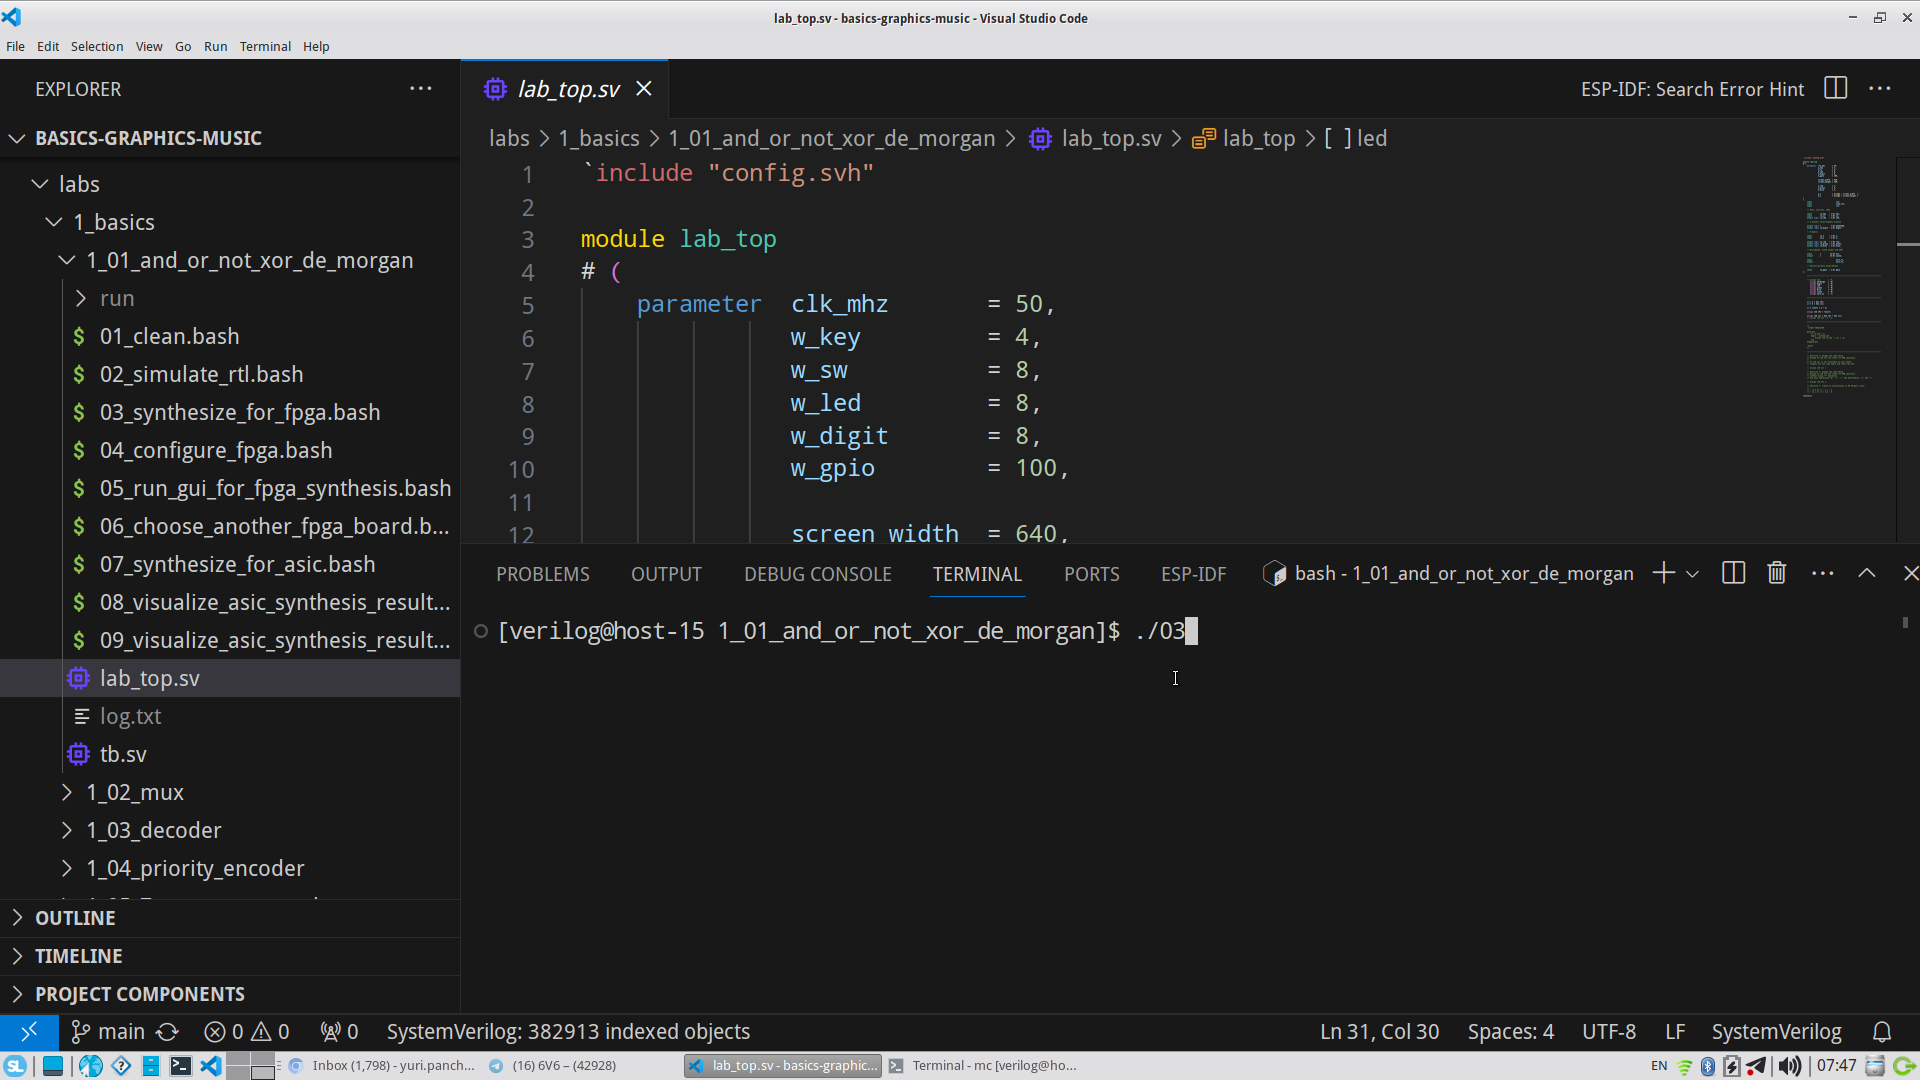 lab_top.sv - basics-graphics-music - Visual Studio Code
File Edit Selection View Go Run Terminal Help
EXPLORER
BASICS-GRAPHICS-MUSIC
labs
1_basics
1_01_and_or_not_xor_de_morgan
run
$ 01_clean.bash
$ 02_simulate_rtl.bash
$ 03_synthesize_for_fpga.bash
$ 04_configure_fpga.bash
$ 05_run_gui_for_fpga_synthesis.bash
$ 06_choose_another_fpga_board.b...
$ 07_synthesize_for_asic.bash
$ 08_visualize_asic_synthesis_result...
$ 09_visualize_asic_synthesis_result...
lab_top.sv
log.txt
tb.sv
1_02_mux
1_03_decoder
1_04_priority_encoder
OUTLINE
TIMELINE
PROJECT COMPONENTS
lab_top.sv
ESP-IDF: Search Error Hint
labs > 1_basics > 1_01_and_or_not_xor_de_morgan > lab_top.sv > lab_top > [ ] led
1 `include "config.svh"
2
3 module lab_top
4 # (
5 parameter clk_mhz = 50,
6 w_key = 4,
7 w_sw = 8,
8 w_led = 8,
9 w_digit = 8,
10 w_gpio = 100,
11
12 screen_width = 640,
PROBLEMS OUTPUT DEBUG CONSOLE TERMINAL PORTS ESP-IDF bash - 1_01_and_or_not_xor_de_morgan
[verilog@host-15 1_01_and_or_not_xor_de_morgan]$ ./03
main 0 0 0 SystemVerilog: 382913 indexed objects Ln 31, Col 30 Spaces: 4 UTF-8 LF SystemVerilog
SL Inbox (1,798) - yuri.panch... (16) 6V6 – (42928) lab_top.sv - basics-graphic... Terminal - mc [verilog@ho... EN 07:47